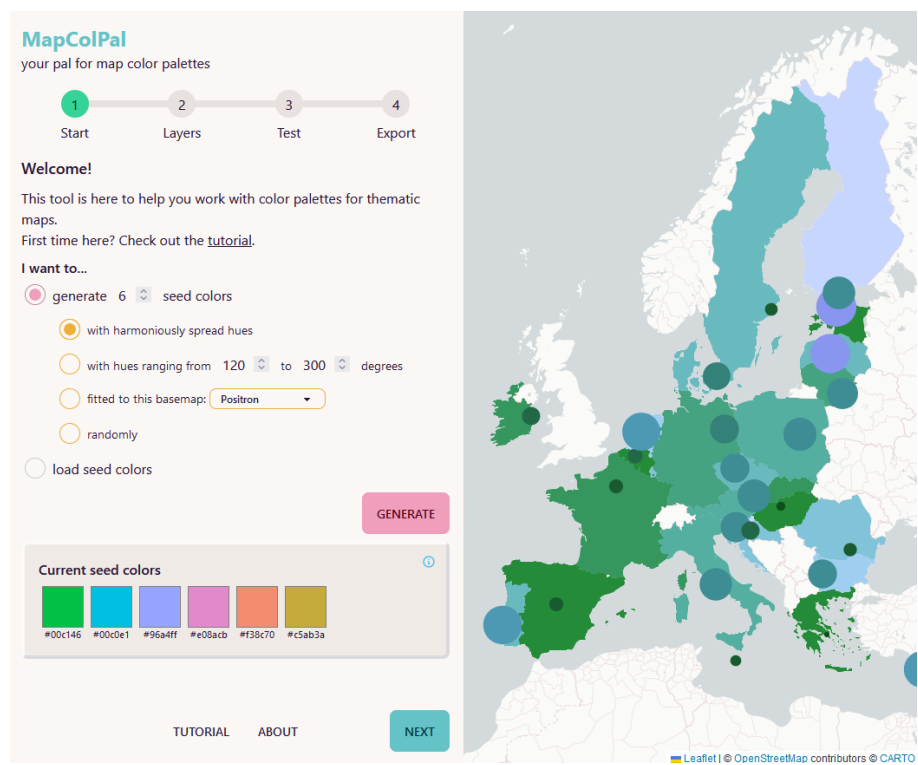 MapColPal
your pal for map color palettes
1
2
3
4
Start
Layers
Test
Export
Welcome!
This tool is here to help you work with color palettes for thematic
maps.
First time here? Check out the tutorial.
I want to...
generate 6 seed colors
with harmoniously spread hues
with hues ranging from 120 to 300 degrees
fitted to this basemap: Positron
randomly
load seed colors
GENERATE
Current seed colors
#00c146
#00c0e1
#96a4ff
#e08acb
#f38c70
#c5ab3a
TUTORIAL
ABOUT
NEXT
Leaflet | © OpenStreetMap contributors © CARTO